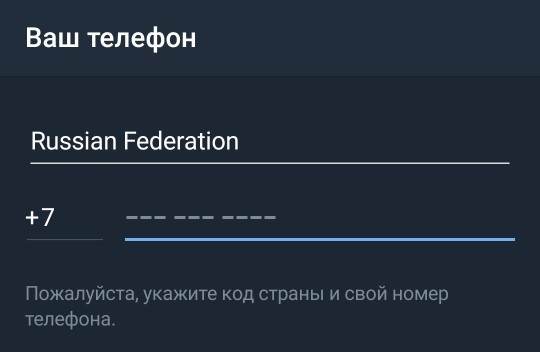 Ваш телефон
Russian Federation
+7 --- --- ----
Пожалуйста, укажите код страны и свой номер
телефона.